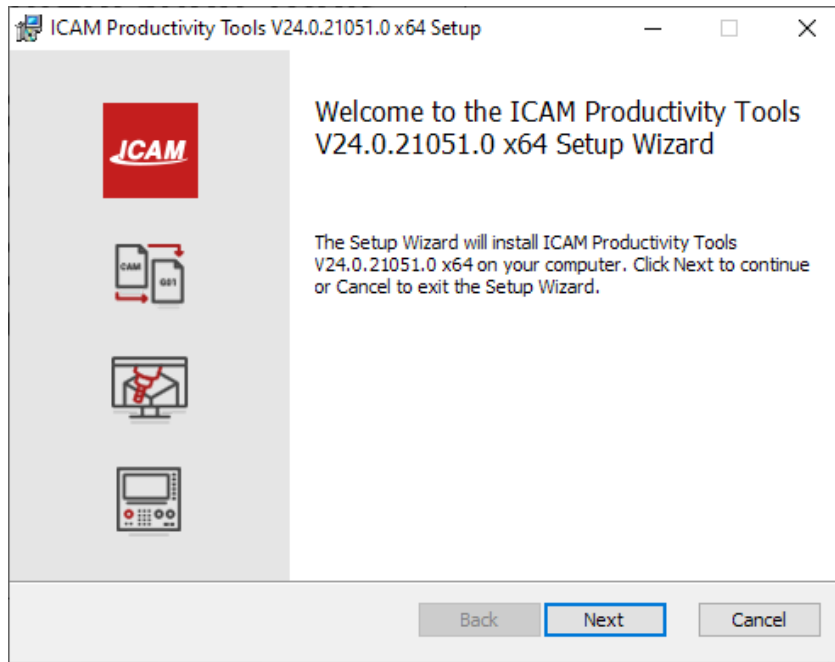 ICAM Productivity Tools V24.0.21051.0 x64 Setup
ICAM
Welcome to the ICAM Productivity Tools
V24.0.21051.0 x64 Setup Wizard
The Setup Wizard will install ICAM Productivity Tools
V24.0.21051.0 x64 on your computer. Click Next to continue
or Cancel to exit the Setup Wizard.
CAM
G01
Back
Next
Cancel